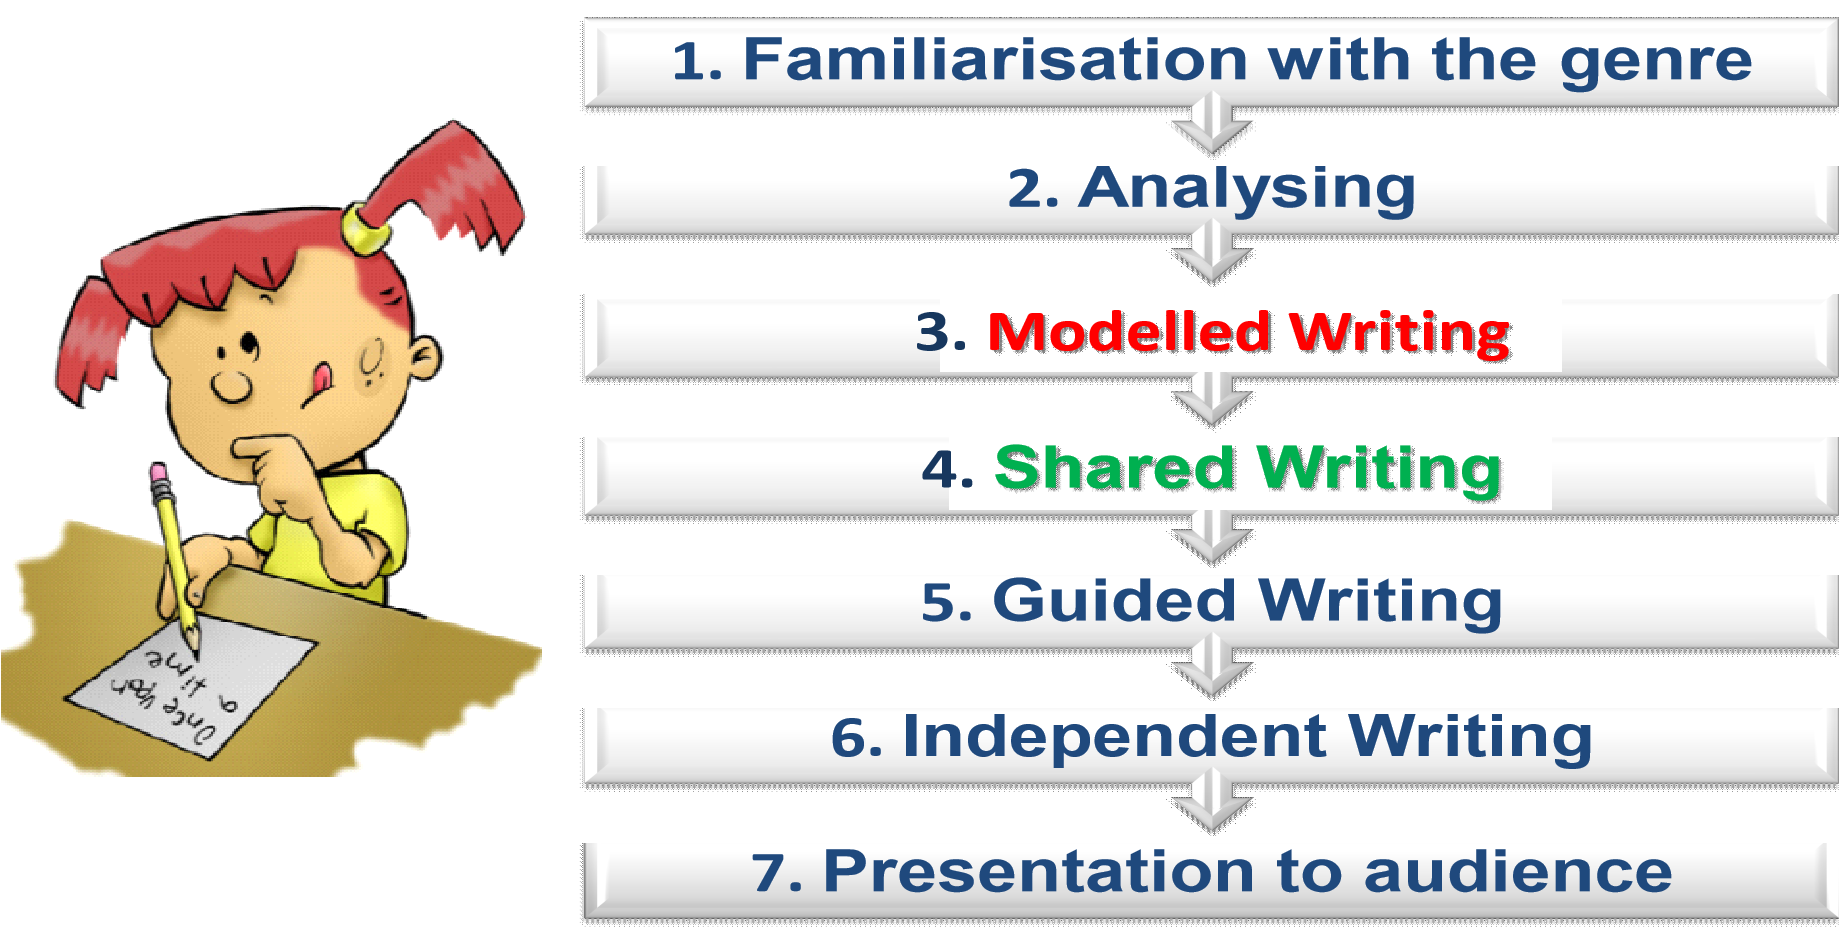 1. Familiarisation with the genre
2. Analysing
3. Modelled Writing
4. Shared Writing
5. Guided Writing
6. Independent Writing
7. Presentation to audience
Once upon
a time